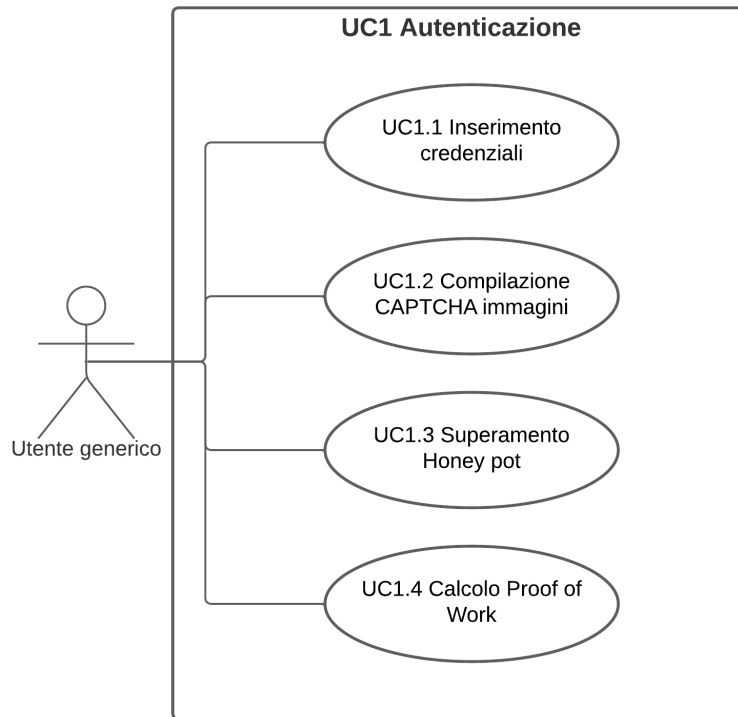 UC1 Autenticazione
UC1.1 Inserimento
credenziali
UC1.2 Compilazione
CAPTCHA immagini
Utente generico
UC1.3 Superamento
Honey pot
UC1.4 Calcolo Proof of
Work